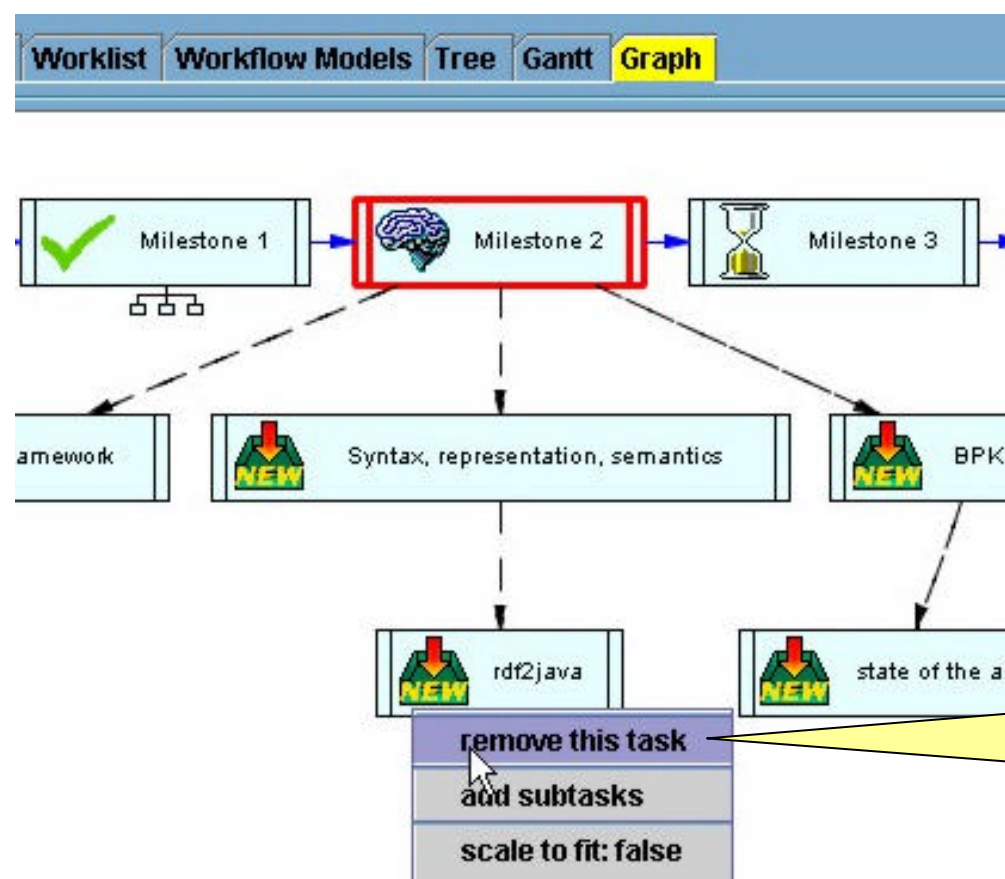 Worklist Workflow Models Tree Gantt Graph
Milestone 1 Milestone 2 Milestone 3
amework NEW Syntax, representation, semantics NEW BPK
NEW rdf2java NEW state of the a
remove this task
add subtasks
scale to fit: false